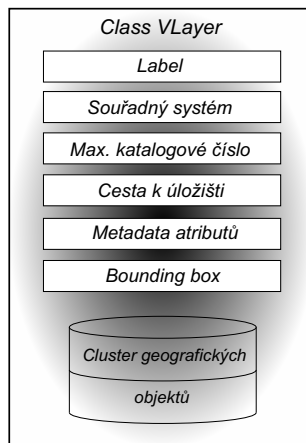 Class VLayer
Label
Souřadný systém
Max. katalogové číslo
Cesta k úložišti
Metadata atributů
Bounding box
Cluster geografických
objektů